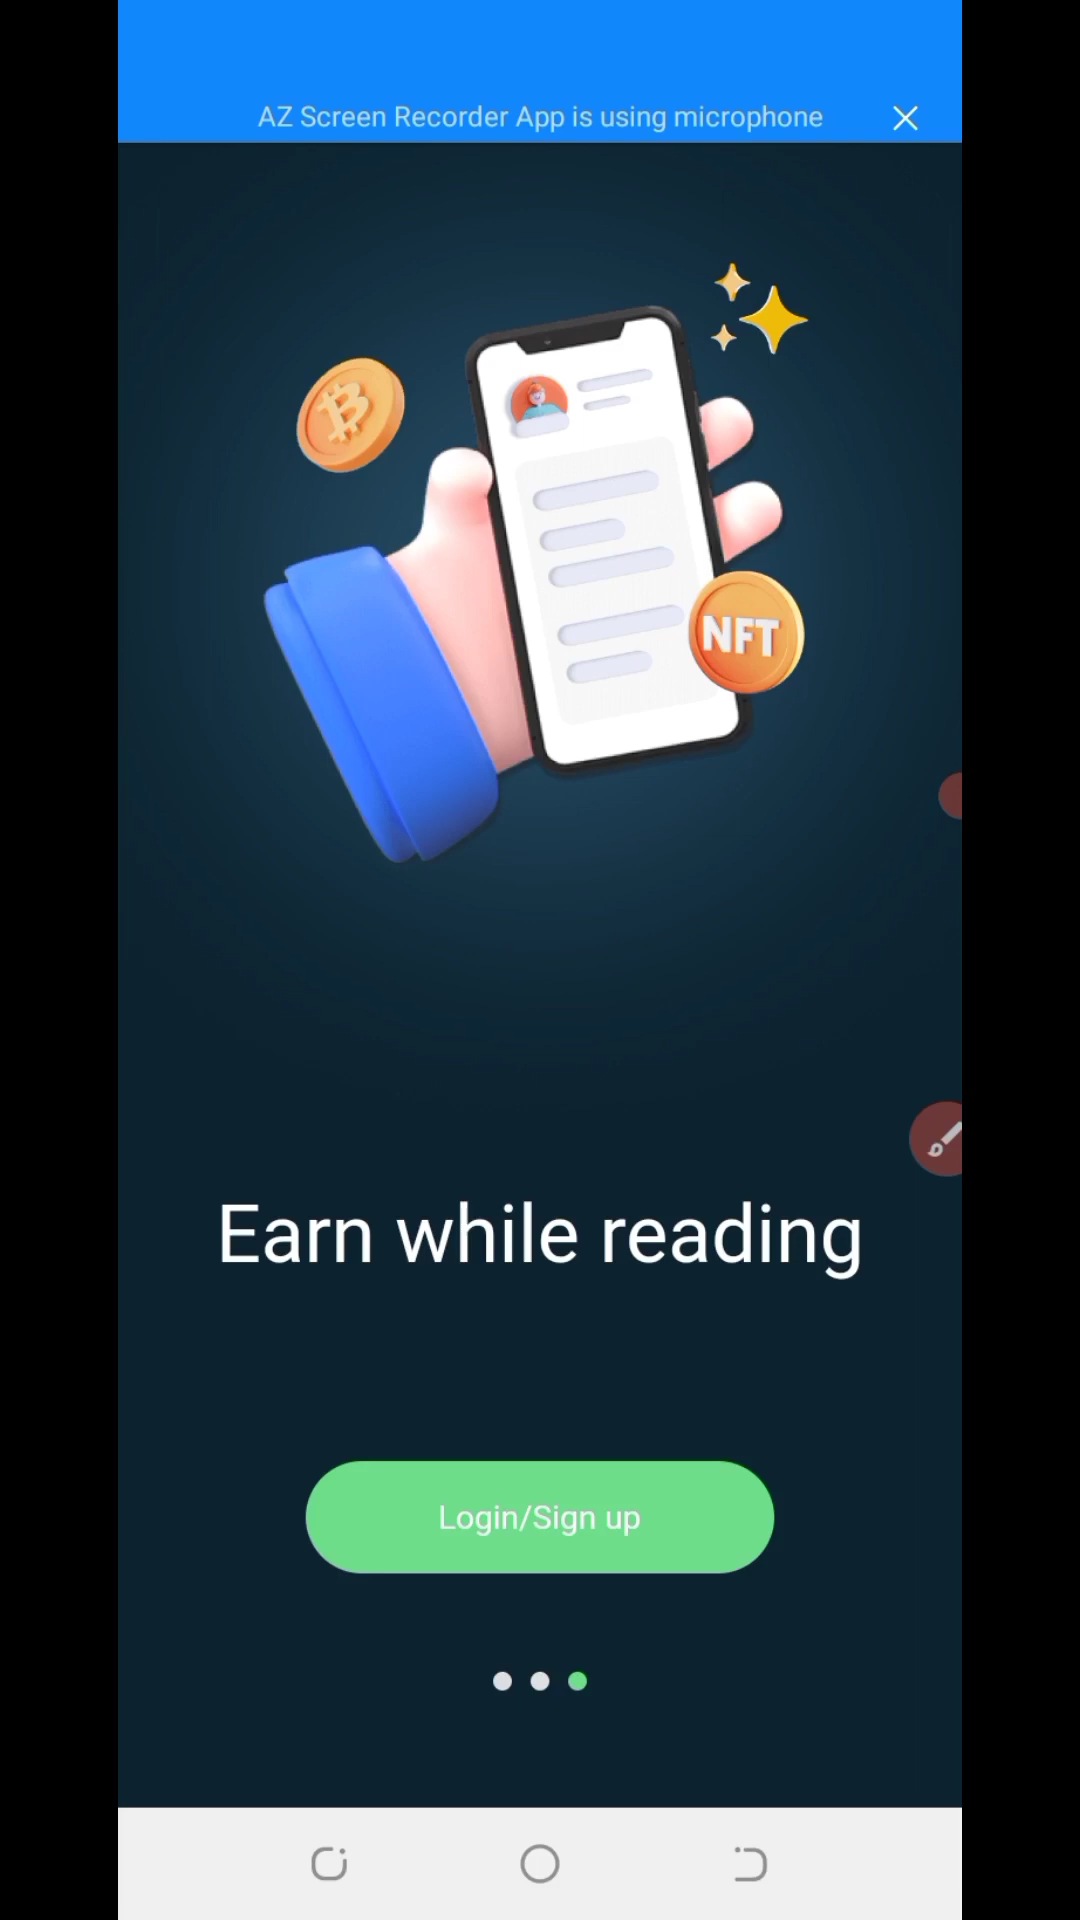 AZ Screen Recorder App is using microphone
NFT
Earn while reading
Login/Sign up